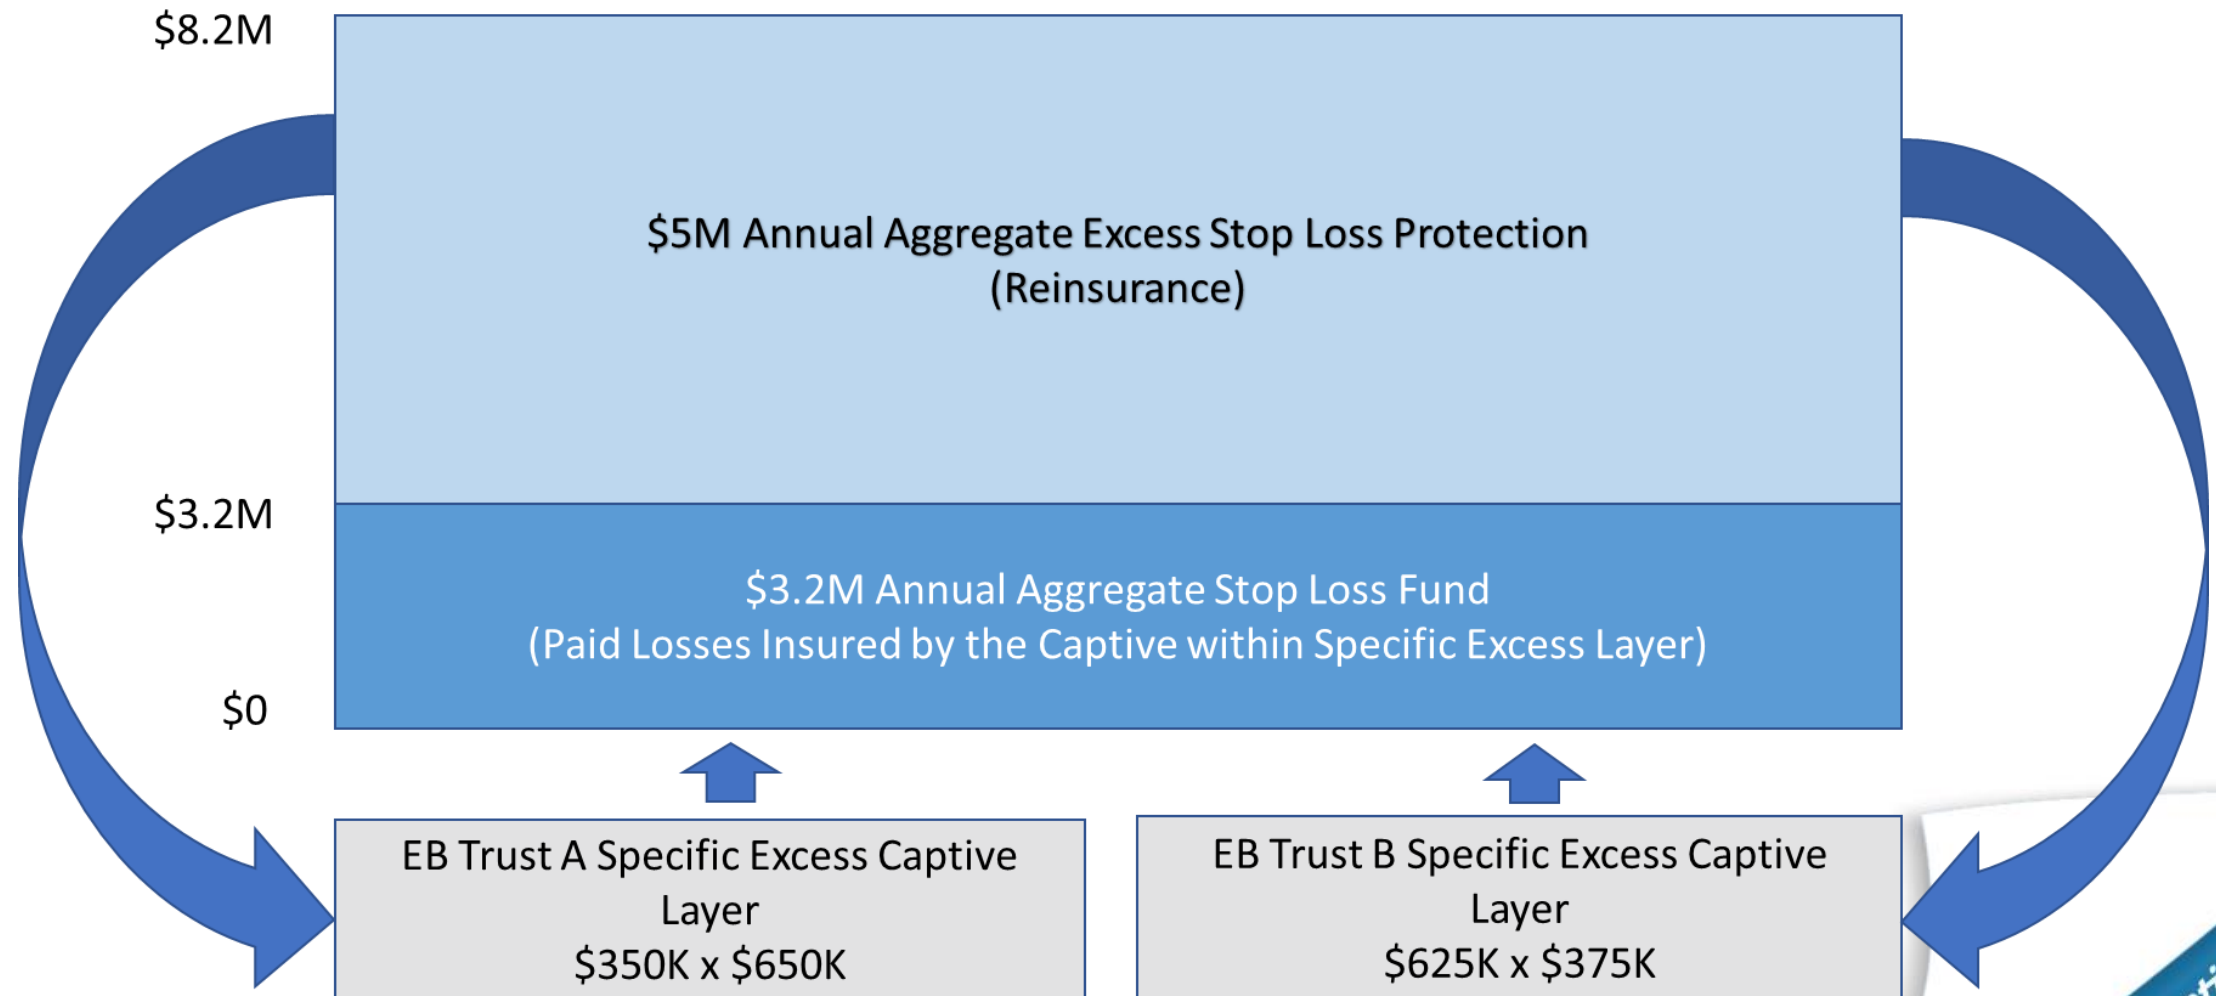 $8.2M
$5M Annual Aggregate Excess Stop Loss Protection
(Reinsurance)
$3.2M
$3.2M Annual Aggregate Stop Loss Fund
(Paid Losses Insured by the Captive within Specific Excess Layer)
$0
EB Trust A Specific Excess Captive
Layer
$350K x $650K
EB Trust B Specific Excess Captive
Layer
$625K x $375K